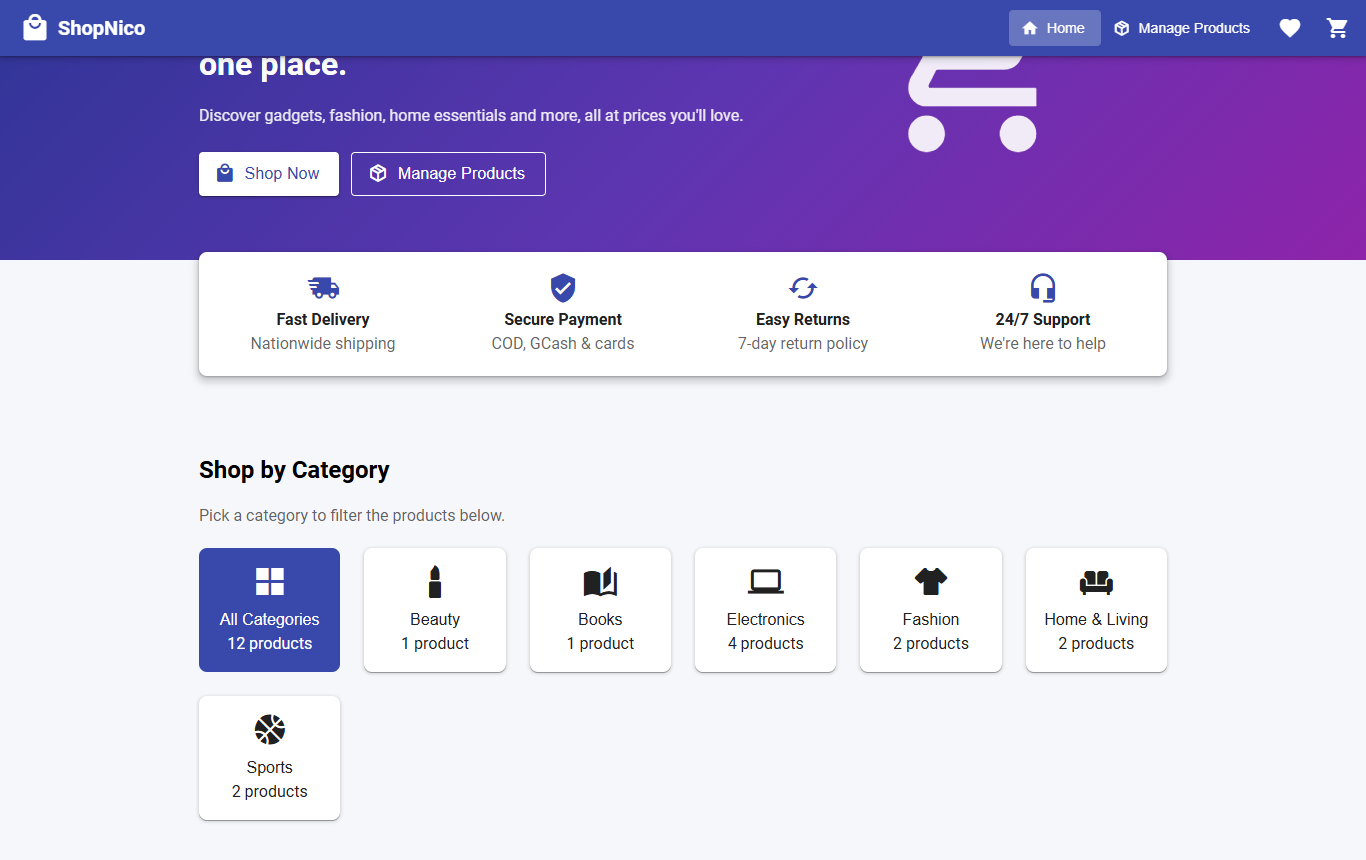 ShopNico
Home
Manage Products
one place.
Discover gadgets, fashion, home essentials and more, all at prices you'll love.
Shop Now
Manage Products
Fast Delivery
Nationwide shipping
Secure Payment
COD, GCash & cards
Easy Returns
7-day return policy
24/7 Support
We're here to help
Shop by Category
Pick a category to filter the products below.
All Categories
12 products
Beauty
1 product
Books
1 product
Electronics
4 products
Fashion
2 products
Home & Living
2 products
Sports
2 products